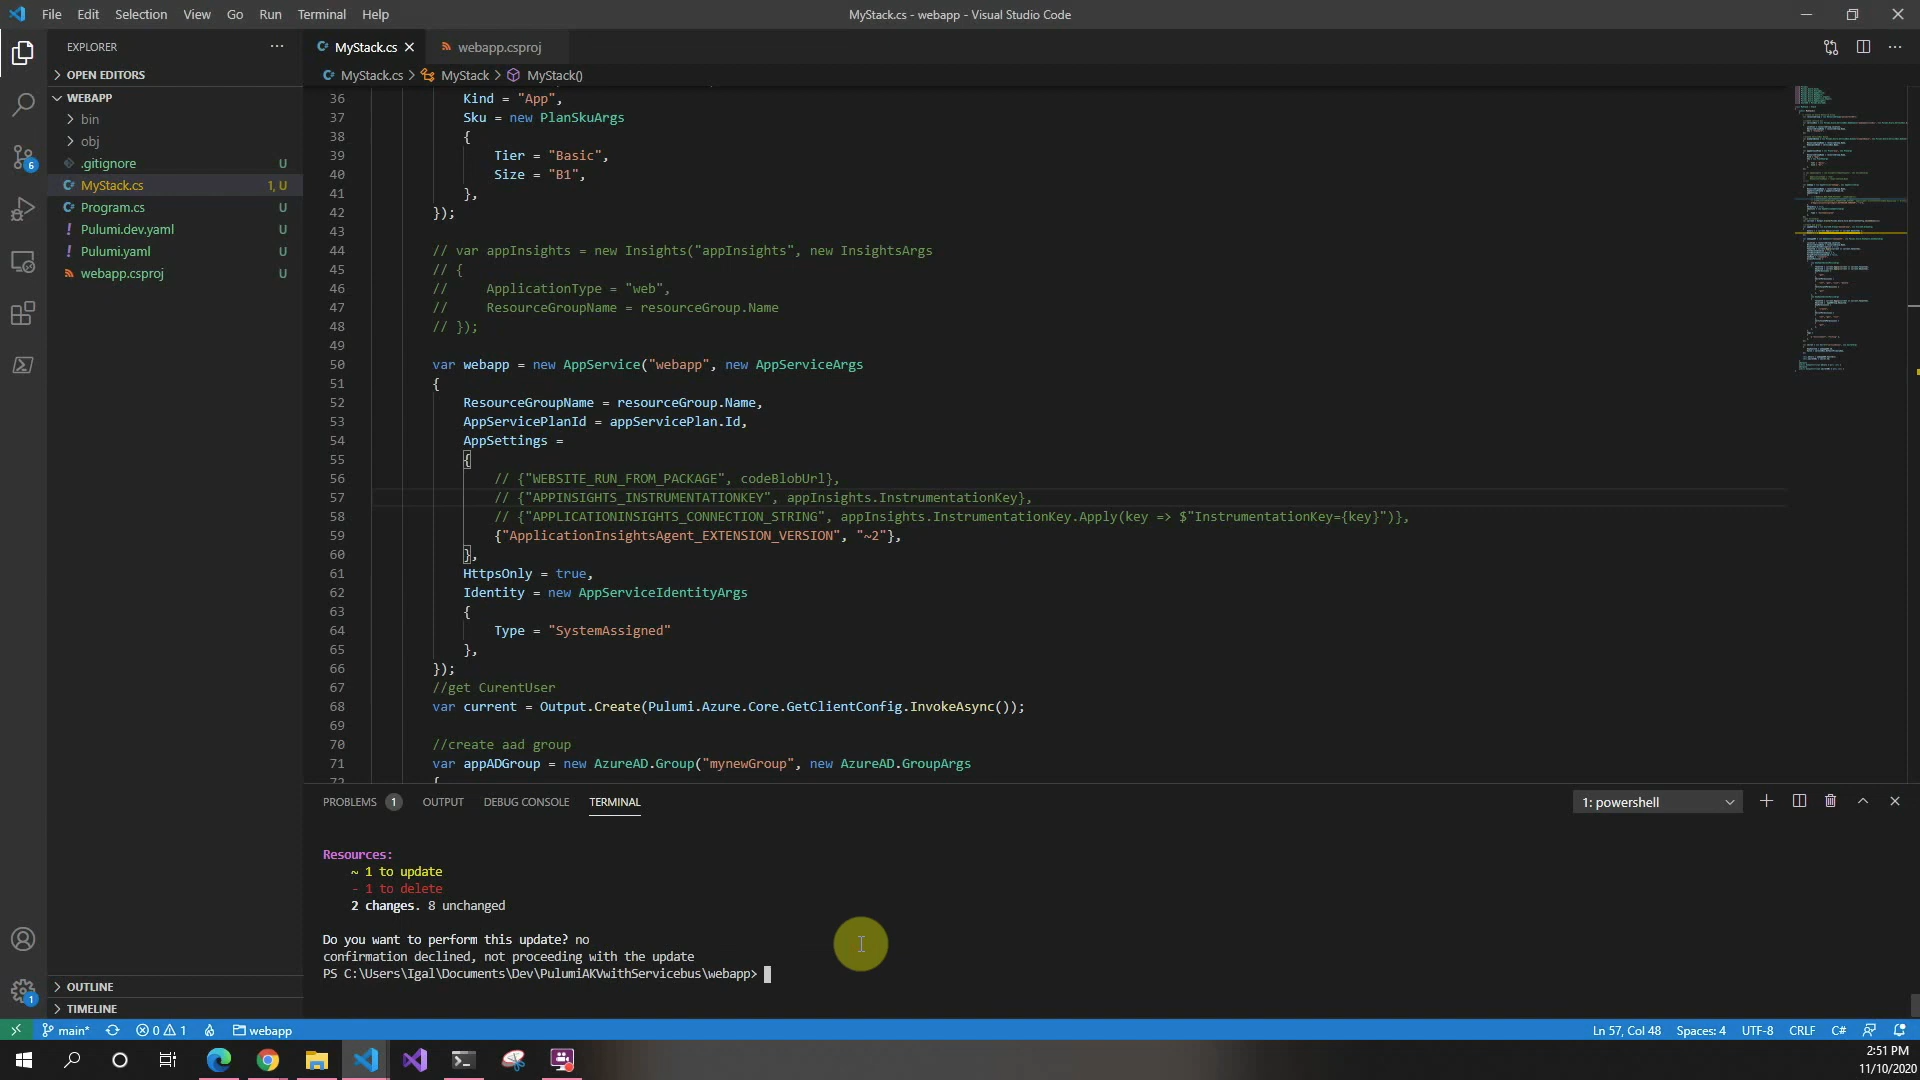 File Edit Selection View Go Run Terminal Help
MyStack.cs - webapp - Visual Studio Code
EXPLORER
OPEN EDITORS
WEBAPP
bin
obj
.gitignore U
MyStack.cs 1, U
Program.cs U
Pulumi.dev.yaml U
Pulumi.yaml U
webapp.csproj U
OUTLINE
TIMELINE
6
1
MyStack.cs webapp.csproj
MyStack.cs > MyStack > MyStack()
36 Kind = "App",
37 Sku = new PlanSkuArgs
38 {
39 Tier = "Basic",
40 Size = "B1",
41 },
42 });
43
44 // var appInsights = new Insights("appInsights", new InsightsArgs
45 // {
46 // ApplicationType = "web",
47 // ResourceGroupName = resourceGroup.Name
48 // });
49
50 var webapp = new AppService("webapp", new AppServiceArgs
51 {
52 ResourceGroupName = resourceGroup.Name,
53 AppServicePlanId = appServicePlan.Id,
54 AppSettings =
55 {
56 // {"WEBSITE_RUN_FROM_PACKAGE", codeBlobUrl},
57 // {"APPINSIGHTS_INSTRUMENTATIONKEY", appInsights.InstrumentationKey},
58 // {"APPLICATIONINSIGHTS_CONNECTION_STRING", appInsights.InstrumentationKey.Apply(key => $"InstrumentationKey={key}")},
59 {"ApplicationInsightsAgent_EXTENSION_VERSION", "~2"},
60 },
61 HttpsOnly = true,
62 Identity = new AppServiceIdentityArgs
63 {
64 Type = "SystemAssigned"
65 },
66 });
67 //get CurentUser
68 var current = Output.Create(Pulumi.Azure.Core.GetClientConfig.InvokeAsync());
69
70 //create aad group
71 var appADGroup = new AzureAD.Group("mynewGroup", new AzureAD.GroupArgs
72 {
PROBLEMS 1 OUTPUT DEBUG CONSOLE TERMINAL
1: powershell
Resources:
~ 1 to update
- 1 to delete
2 changes. 8 unchanged
Do you want to perform this update? no
confirmation declined, not proceeding with the update
PS C:\Users\Igal\Documents\Dev\PulumiAKVwithServicebus\webapp>
main* 0 1 webapp
Ln 57, Col 48 Spaces: 4 UTF-8 CRLF C#
2:51 PM
11/10/2020